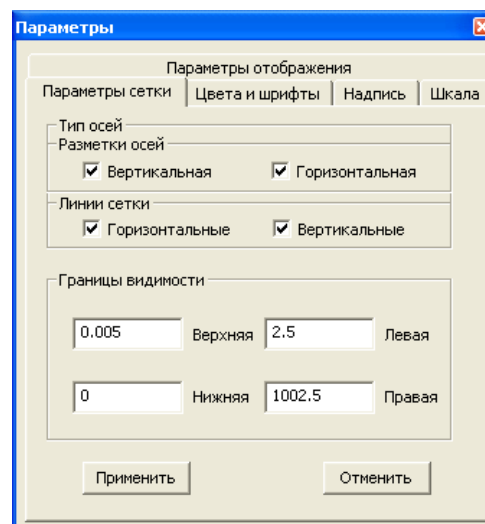 Параметры
Параметры отображения
Параметры сетки Цвета и шрифты Надпись Шкала
Тип осей
Разметки осей
Вертикальная Горизонтальная
Линии сетки
Горизонтальные Вертикальные
Границы видимости
0.005 Верхняя 2.5 Левая
0 Нижняя 1002.5 Правая
Применить Отменить